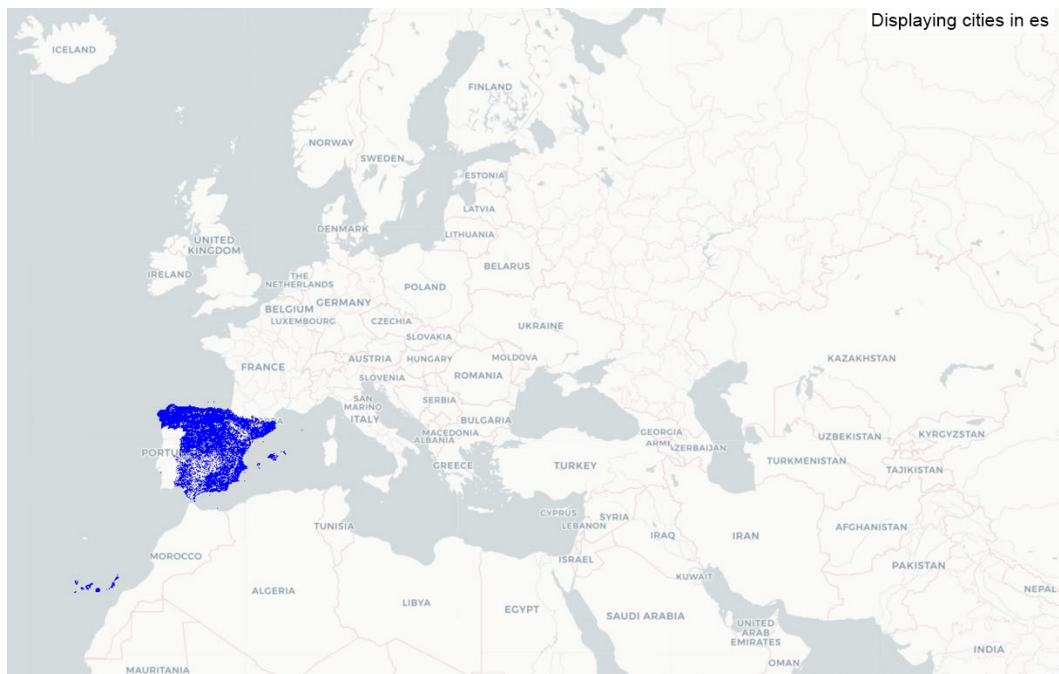 Displaying cities in es
ICELAND
FINLAND
NORWAY
SWEDEN
ESTONIA
LATVIA
DENMARK
LITHUANIA
UNITED
KINGDOM
IRELAND
BELARUS
THE
NETHERLANDS
POLAND
BELGIUM
GERMANY
LUXEMBOURG
CZECHIA
UKRAINE
SLOVAKIA
AUSTRIA
HUNGARY
MOLDOVA
KAZAKHSTAN
FRANCE
SLOVENIA
ROMANIA
SAN
MARINO
SERBIA
ITALY
BULGARIA
MACEDONIA
ALBANIA
GEORGIA
ARM
AZERBAIJAN
UZBEKISTAN
KYRGYZSTAN
PORTU
GREECE
TURKEY
TURKMENISTAN
TAJIKISTAN
CYPRUS
SYRIA
LEBANON
TUNISIA
IRAQ
IRAN
AFGHANISTAN
MOROCCO
ISRAEL
PAKISTAN
KUWAIT
ALGERIA
LIBYA
EGYPT
SAUDI ARABIA
NEPAL
UNITED
ARAB
EMIRATES
INDIA
OMAN
MAURITANIA